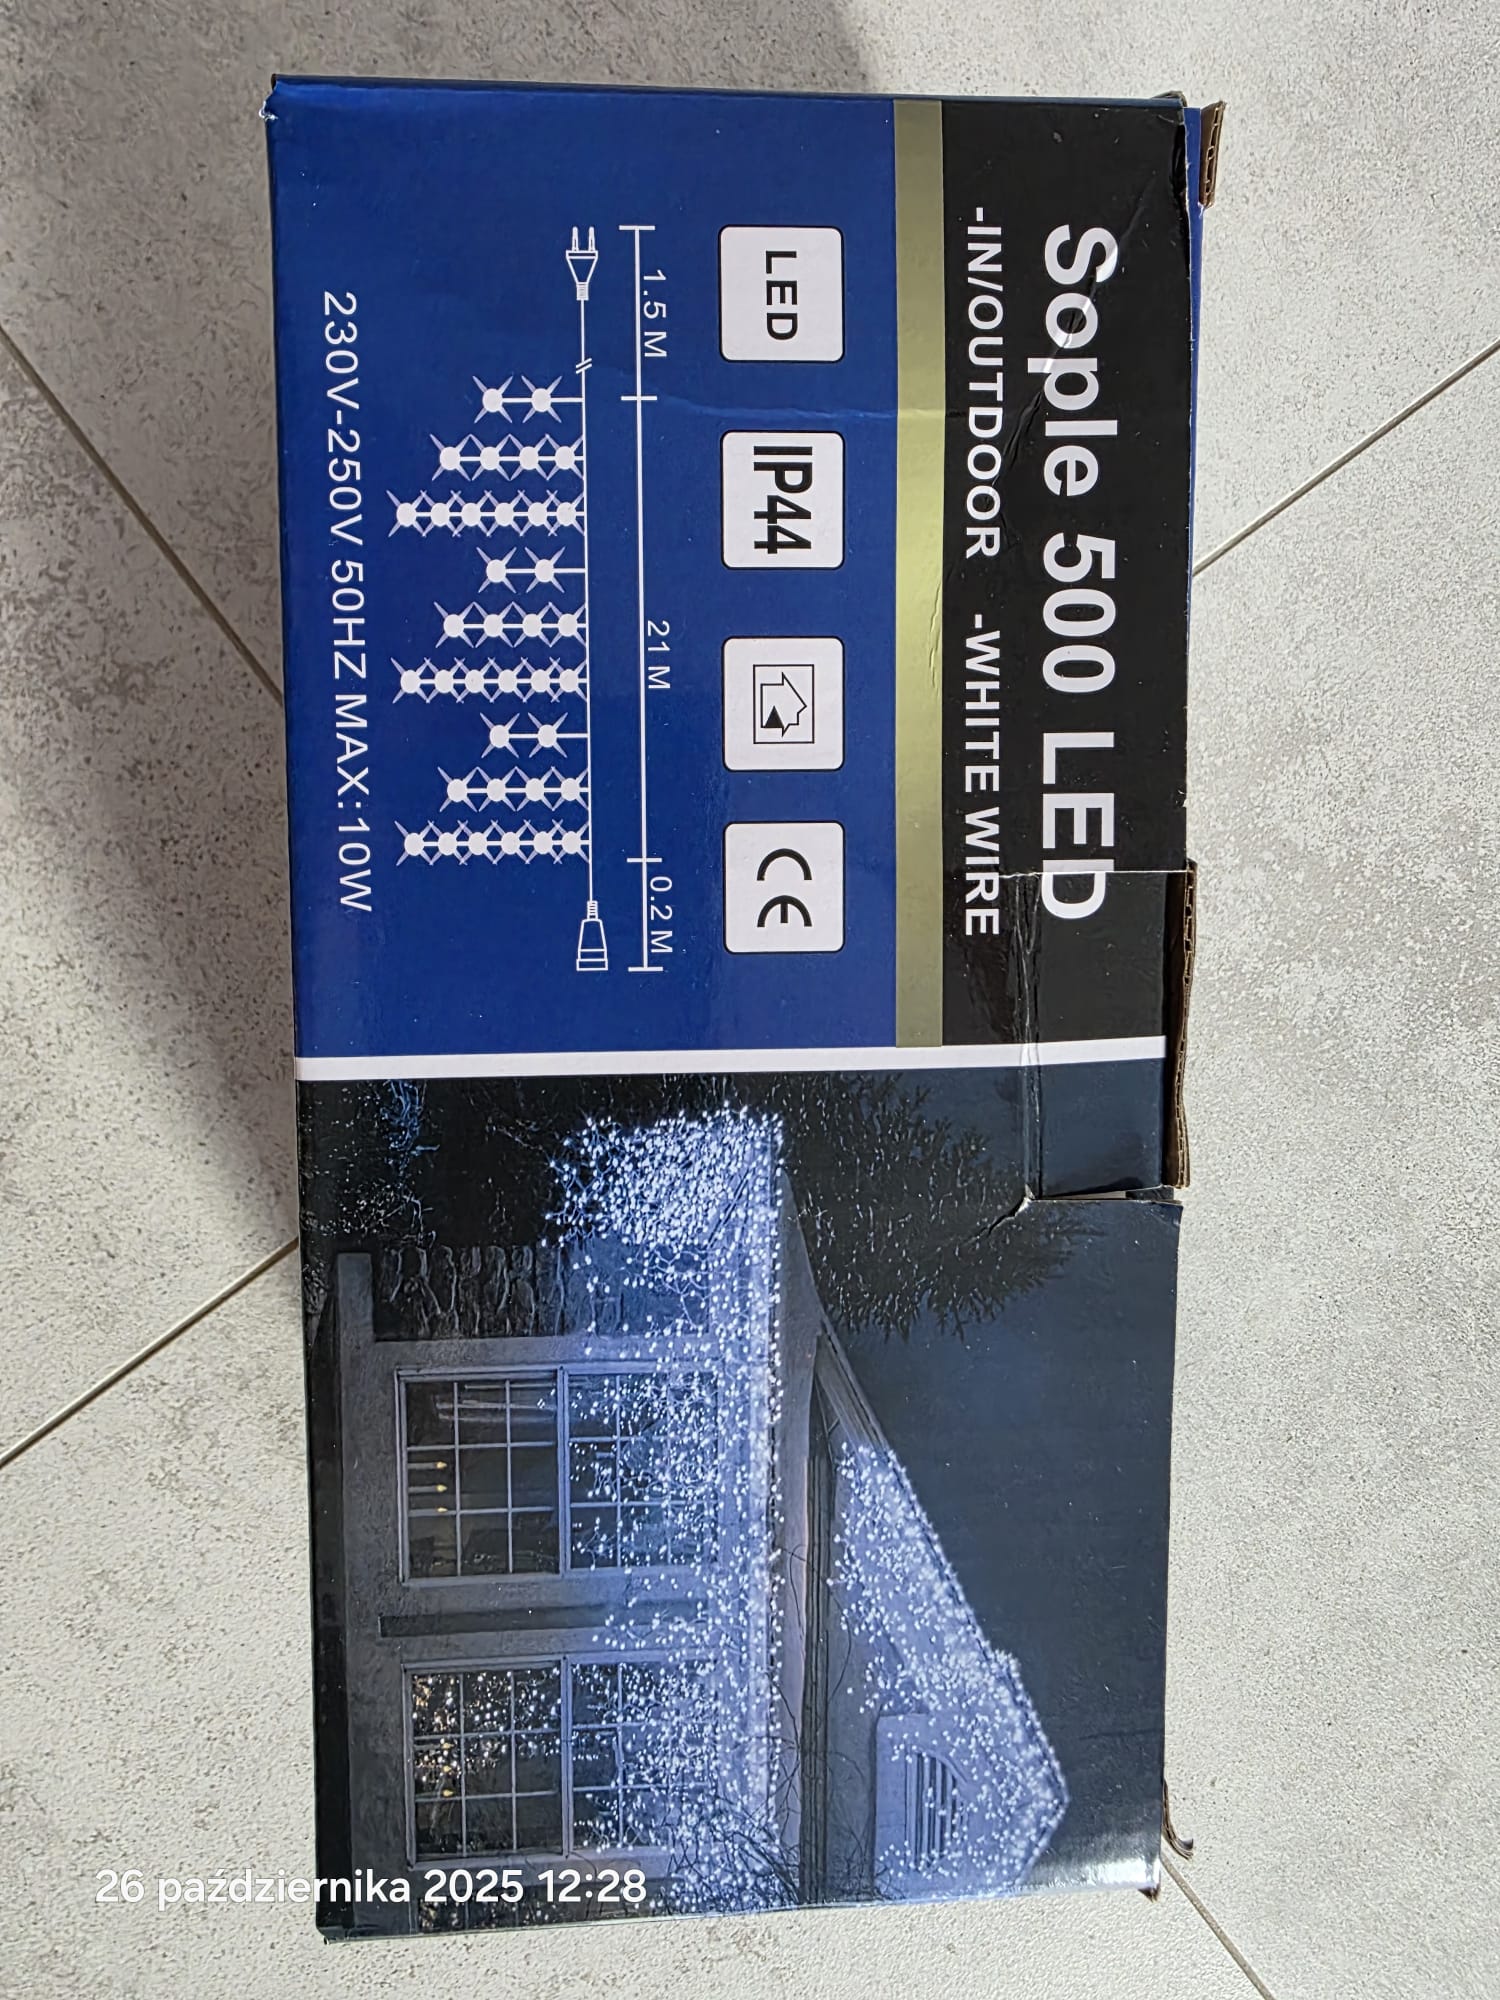 Sople 500 LED
-IN/OUTDOOR -WHITE WIRE
LED
IP44
CE
1.5 M
21 M
0.2 M
230V-250V 50HZ MAX:10W
26 października 2025 12:28